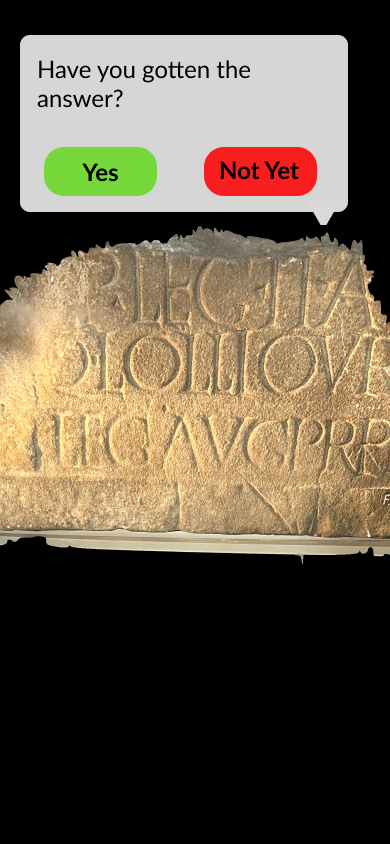 Have you gotten the
answer?
Yes Not Yet
P LEG II A
Q LOLLIO VR
LEG AVG PR PR